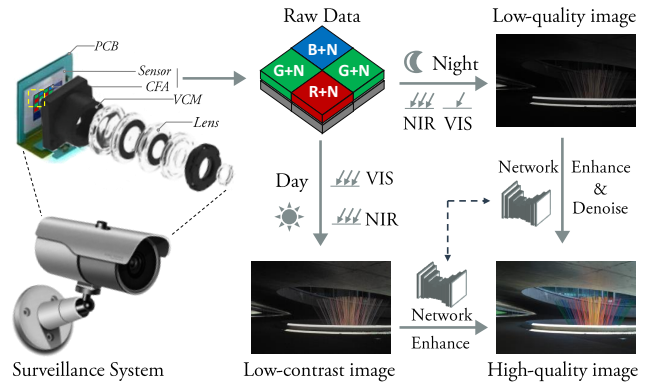 Raw Data
Low-quality image
PCB
Sensor
CFA
VCM
Lens
B+N
G+N
G+N
R+N
Night
NIR VIS
Day
VIS
NIR
Network
Enhance
&
Denoise
Network
Enhance
Surveillance System
Low-contrast image
High-quality image